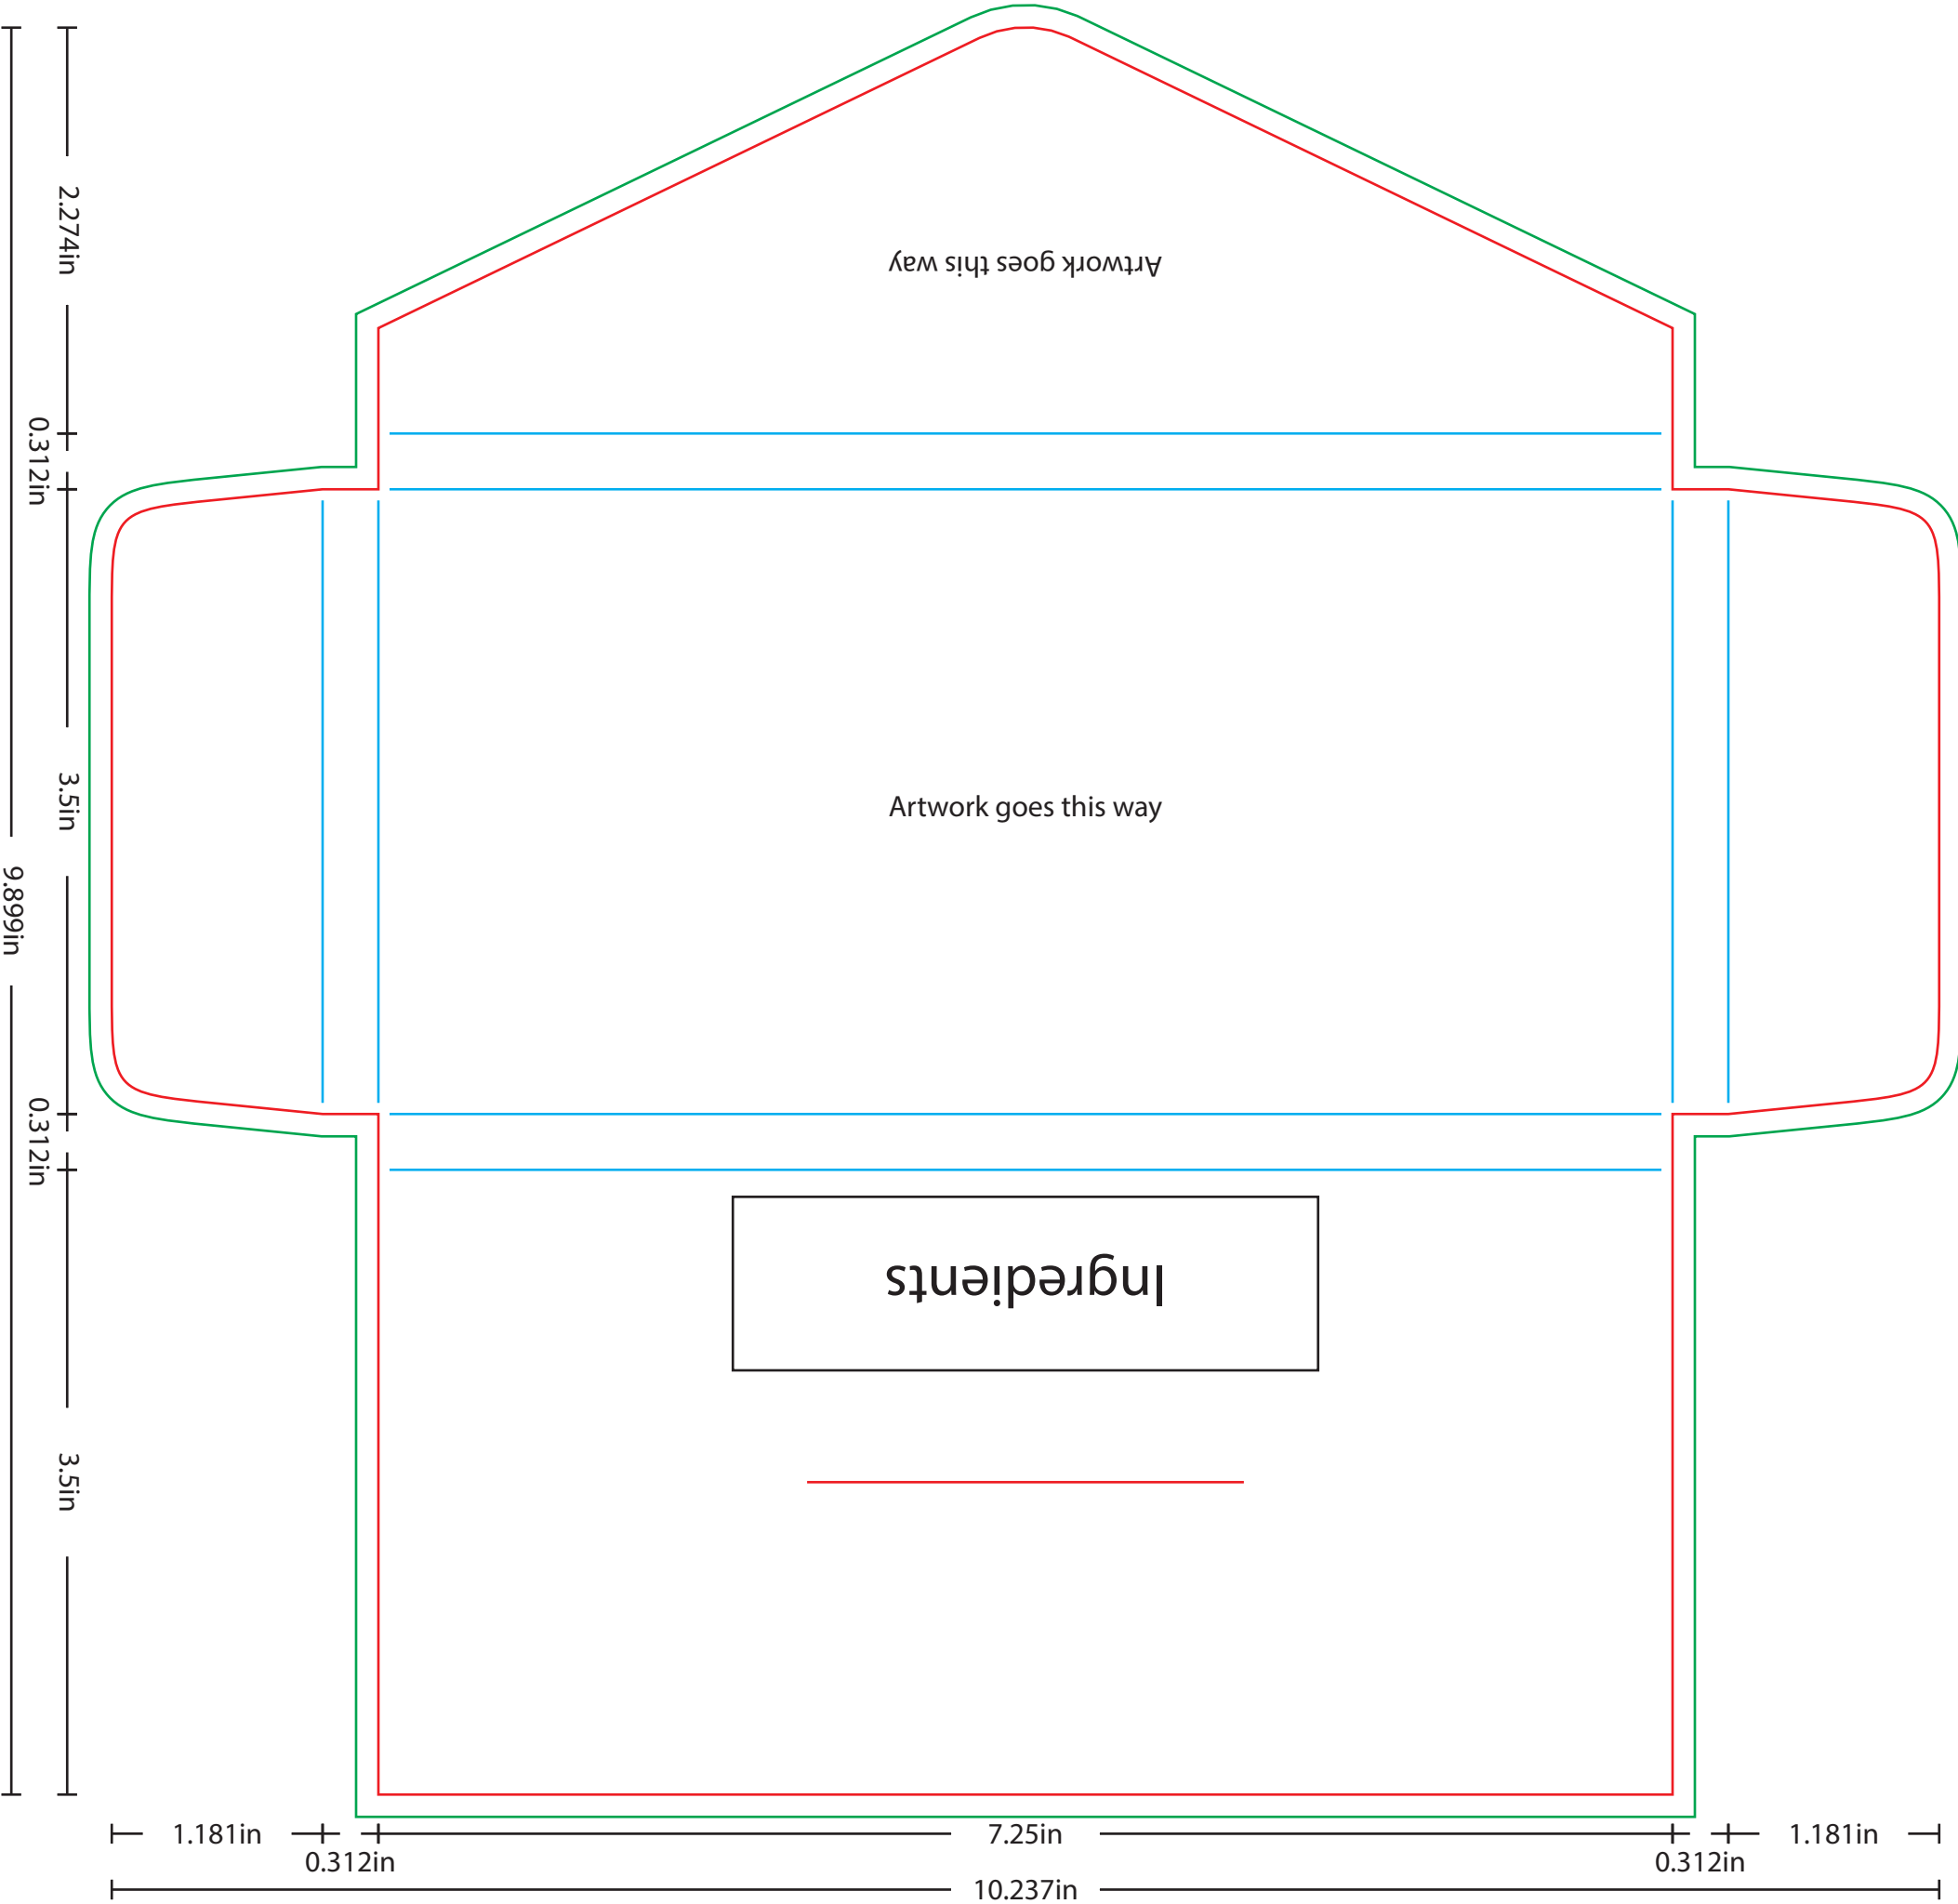 2.274in
Artwork goes this way
0.312in
3.5in
Artwork goes this way
9.899in
0.312in
Ingredients
3.5in
1.181in
7.25in
1.181in
0.312in
0.312in
10.237in